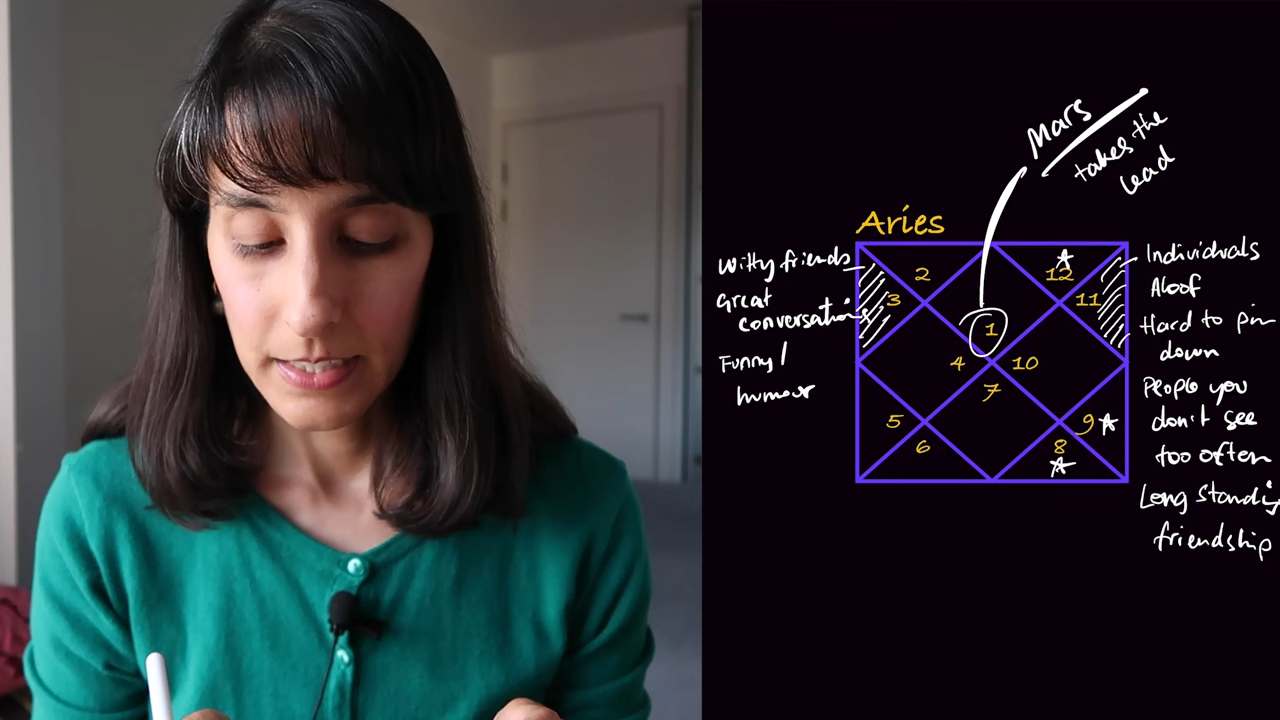 Mars
takes the
lead
Aries
Witty friends
Great
conversations
Funny/
humour
2
12
3
11
1
4
10
7
5
9
6
8
Individuals
Aloof
Hard to pin
down
People you
don't see
too often
Long Standing
friendship